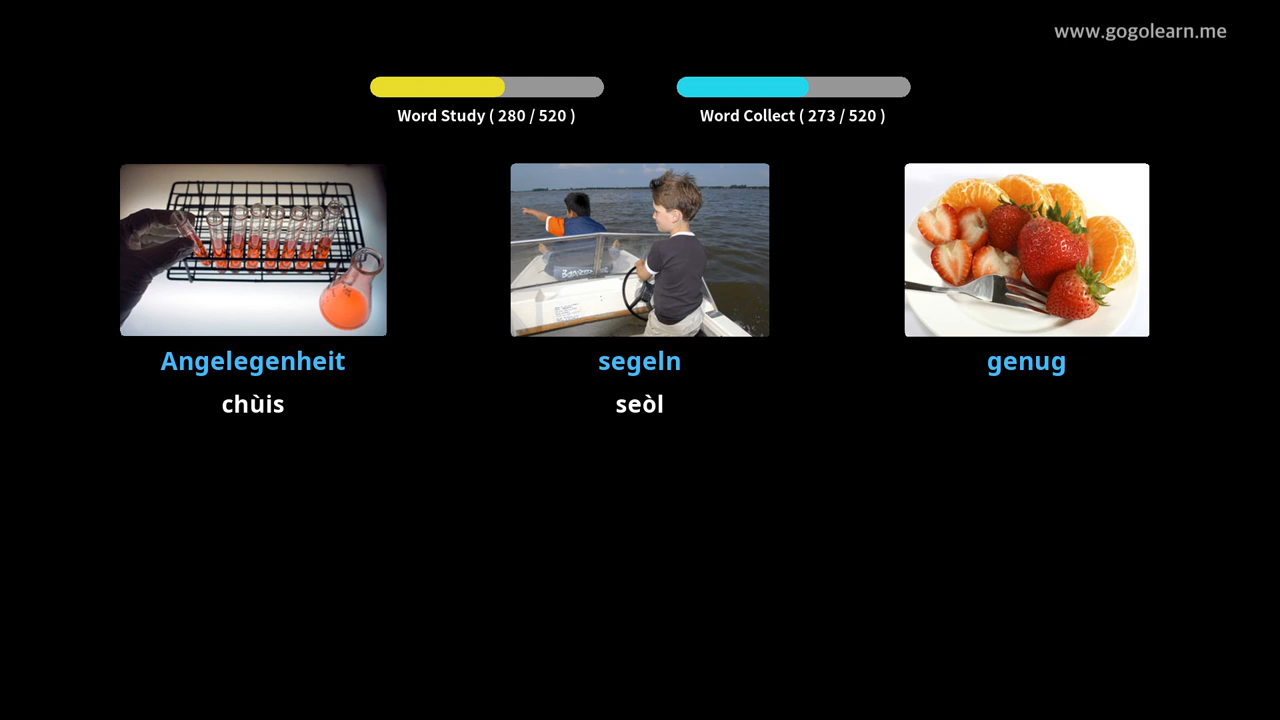 www.gogolearn.me
Word Study ( 280 / 520 )
Word Collect ( 273 / 520 )
Angelegenheit
segeln
genug
chùis
seòl